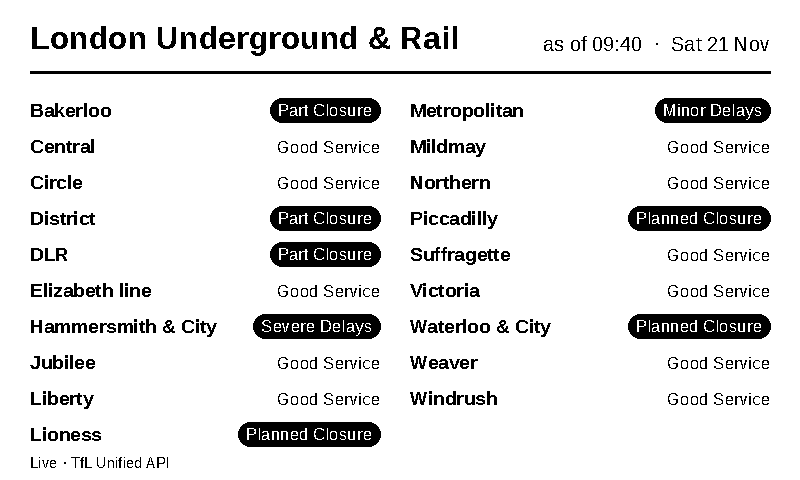 London Underground & Rail
as of 09:40 · Sat 21 Nov
Bakerloo Part Closure
Central Good Service
Circle Good Service
District Part Closure
DLR Part Closure
Elizabeth line Good Service
Hammersmith & City Severe Delays
Jubilee Good Service
Liberty Good Service
Lioness Planned Closure
Metropolitan Minor Delays
Mildmay Good Service
Northern Good Service
Piccadilly Planned Closure
Suffragette Good Service
Victoria Good Service
Waterloo & City Planned Closure
Weaver Good Service
Windrush Good Service
Live · TfL Unified API